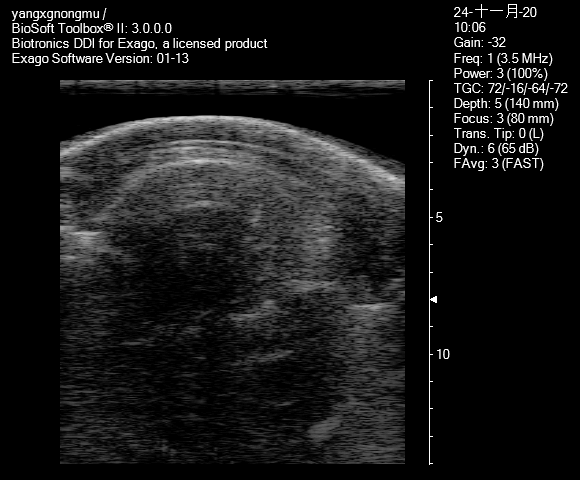 yangxgnongmu /
BioSoft Toolbox® II: 3.0.0.0
Biotronics DDI for Exago, a licensed product
Exago Software Version: 01-13
24-十一月-20
10:06
Gain: -32
Freq: 1 (3.5 MHz)
Power: 3 (100%)
TGC: 72/-16/-64/-72
Depth: 5 (140 mm)
Focus: 3 (80 mm)
Trans. Tip: 0 (L)
Dyn.: 6 (65 dB)
FAvg: 3 (FAST)
5
10